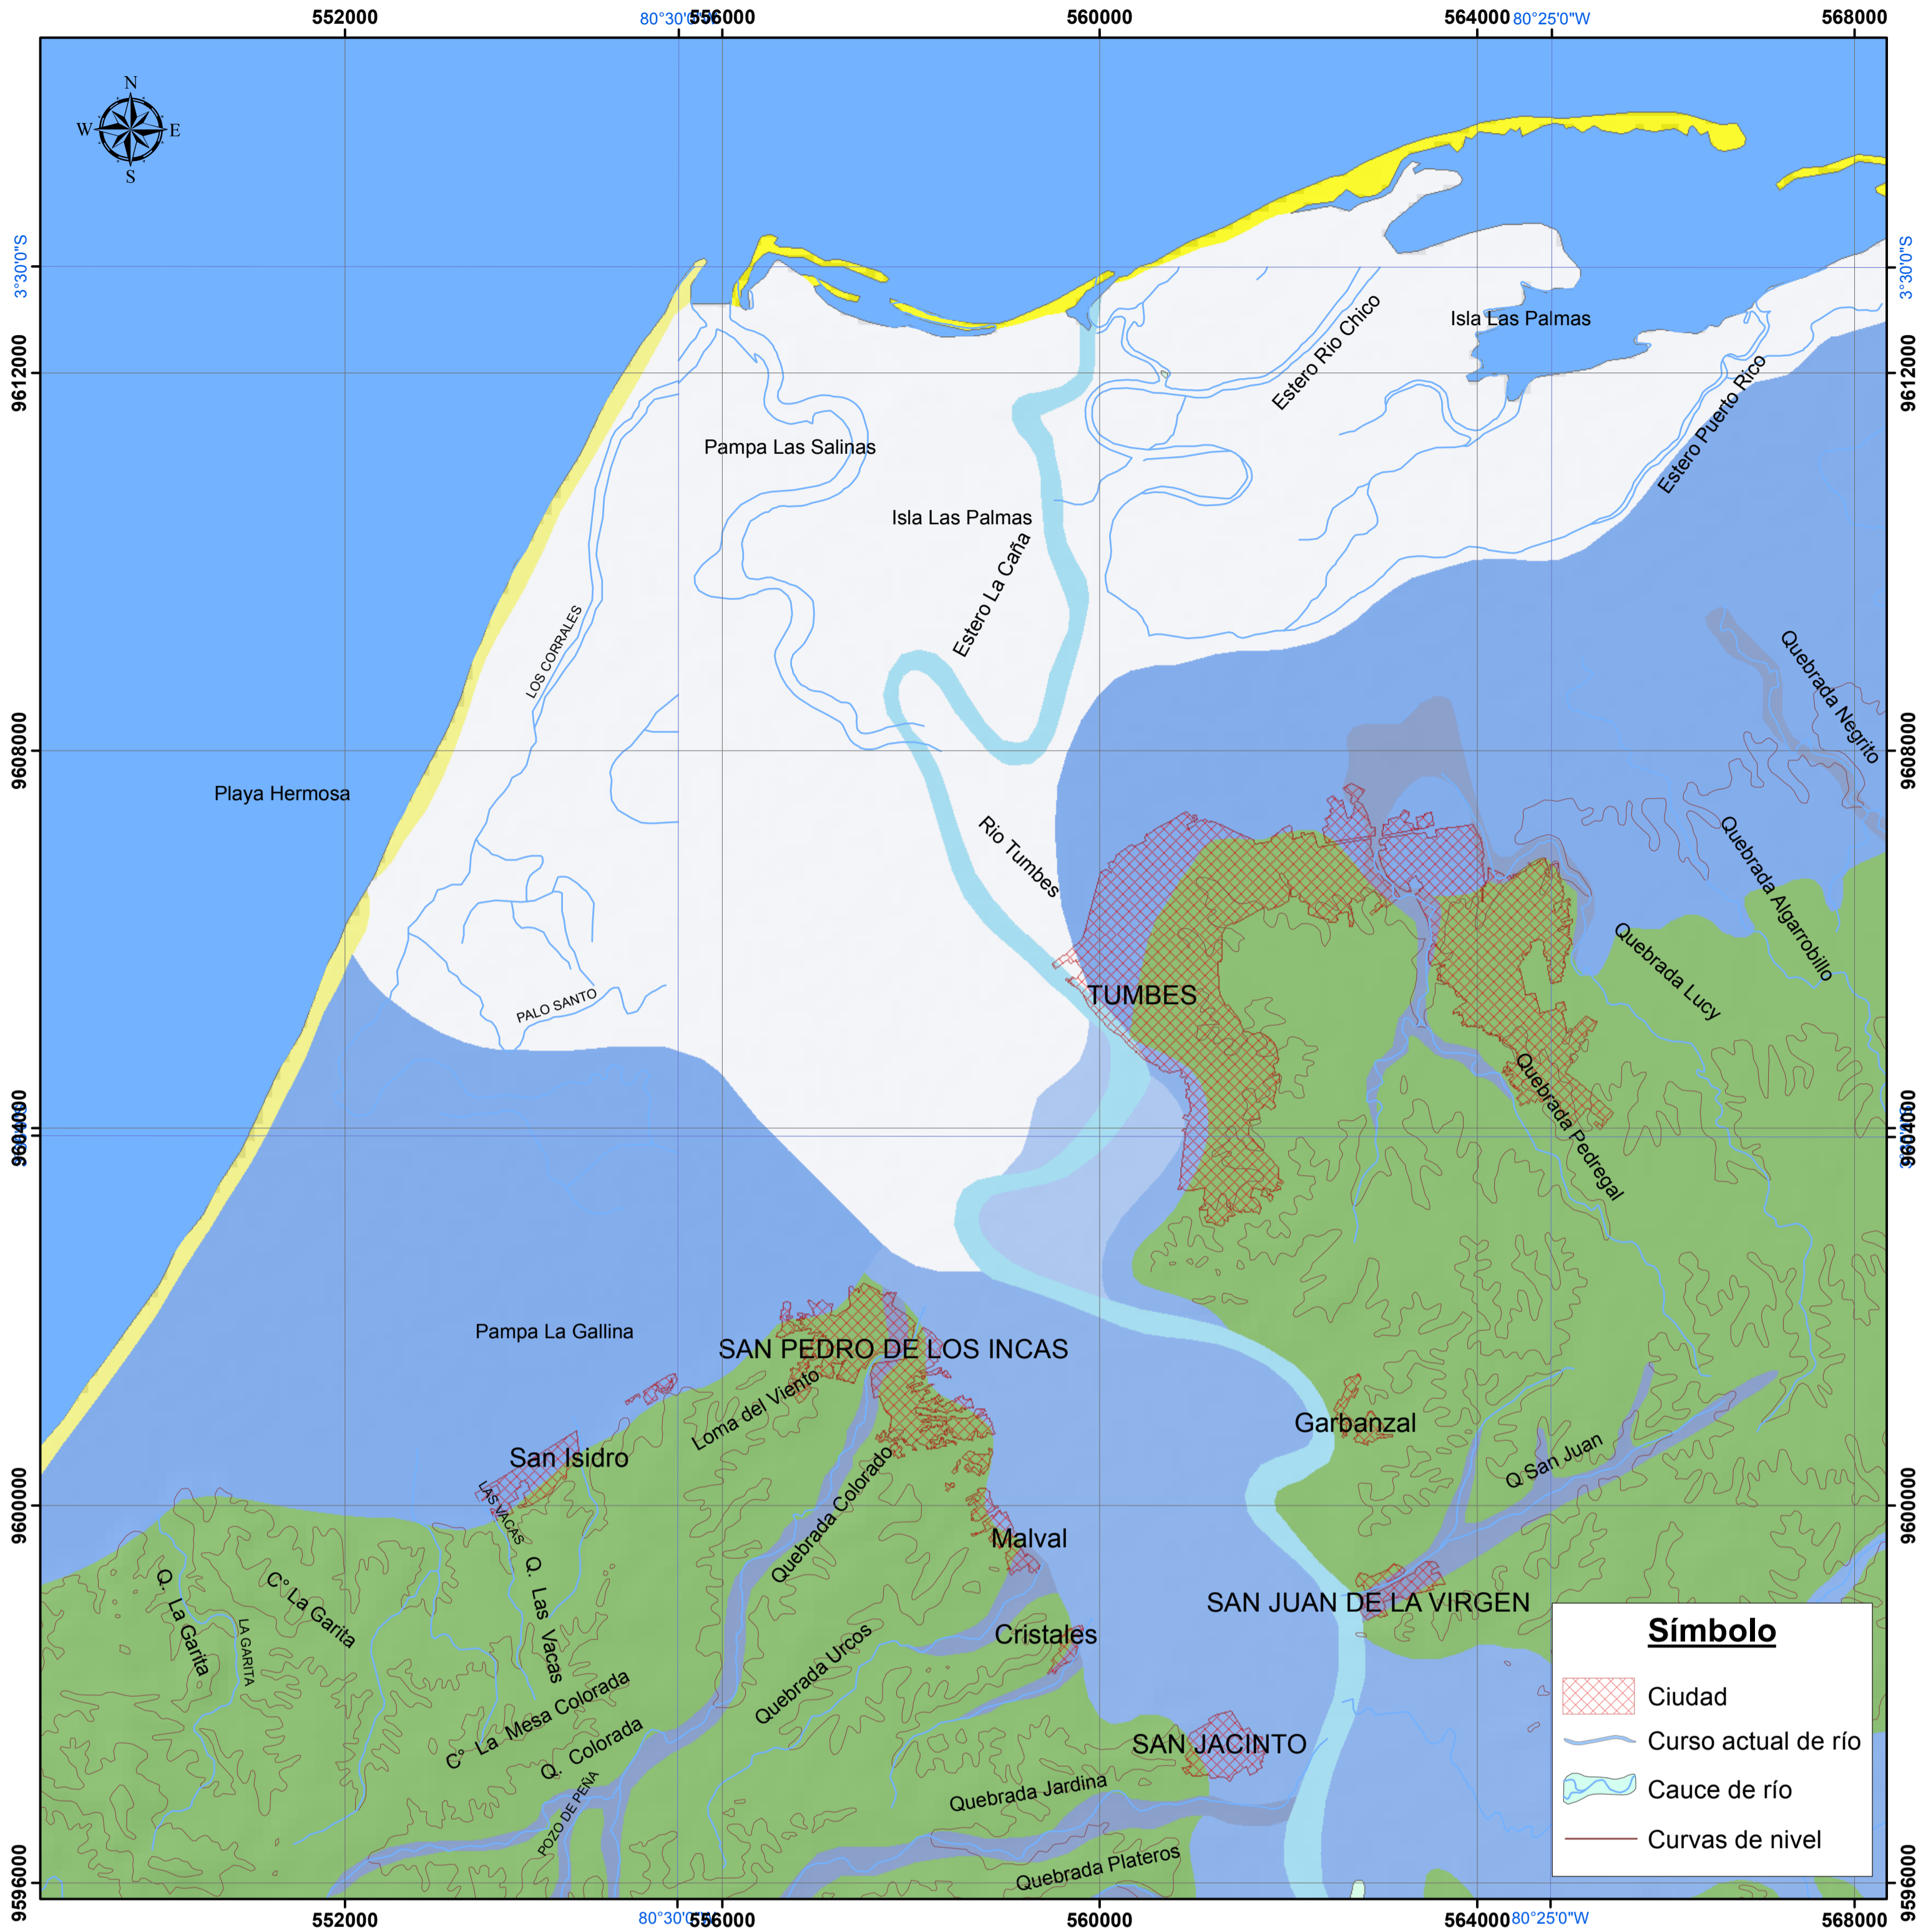 552000
80°30'0"W
556000
560000
564000
80°25'0"W
568000
N
W
E
S
3°30'0"S
3°30'0"S
Isla Las Palmas
Estero Rio Chico
9612000
9612000
Estero Puerto Rico
Pampa Las Salinas
Isla Las Palmas
Estero La Caña
LOS CORRALES
Quebrada Negrito
9608000
9608000
Playa Hermosa
Rio Tumbes
Quebrada Algarrobillo
Quebrada Lucy
TUMBES
PALO SANTO
9604000
9604000
Quebrada Pedregal
Pampa La Gallina
SAN PEDRO DE LOS INCAS
Loma del Viento
Garbanzal
San Isidro
Q San Juan
LAS VACAS
Quebrada Colorado
9600000
9600000
Malval
Q. La Garita
C° La Garita
LA GARITA
Q. Las Vacas
SAN JUAN DE LA VIRGEN
Cristales
Quebrada Urcos
C° La Mesa Colorada
Q. Colorada
SAN JACINTO
POZO DE PEÑA
Quebrada Jardina
Quebrada Plateros
Símbolo
Ciudad
Curso actual de río
Cauce de río
Curvas de nivel
9596000
9596000
552000
80°30'0"W
556000
560000
564000
80°25'0"W
568000